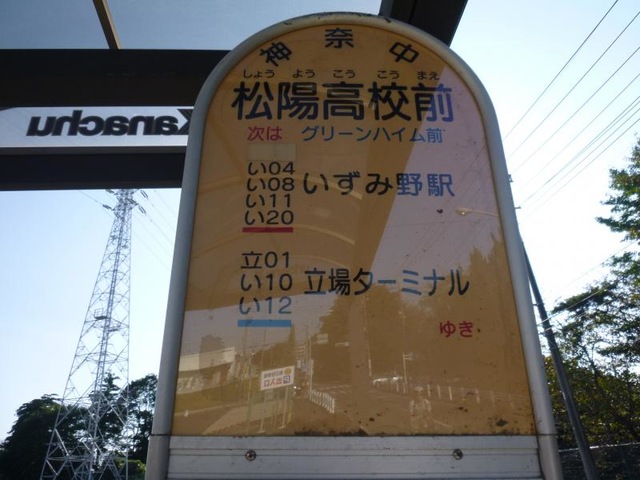 神奈中
しょうようこうこうまえ
松陽高校前
次は グリーンハイム前
い04
い08 いずみ野駅
い11
い20
立01
い10 立場ターミナル
い12
ゆき
Kanachu